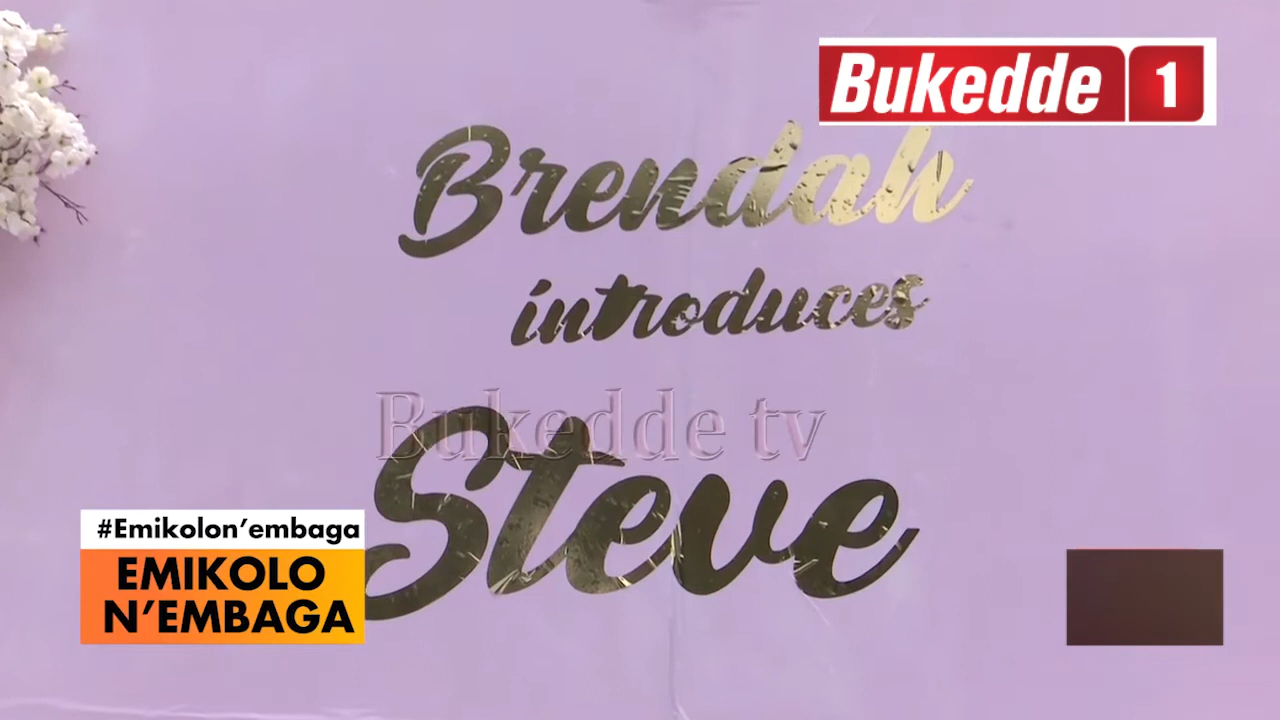 Bukedde 1
Brendah
introduces
Bukedde tv
Steve
#Emikolon’embaga
EMIKOLO
N’EMBAGA